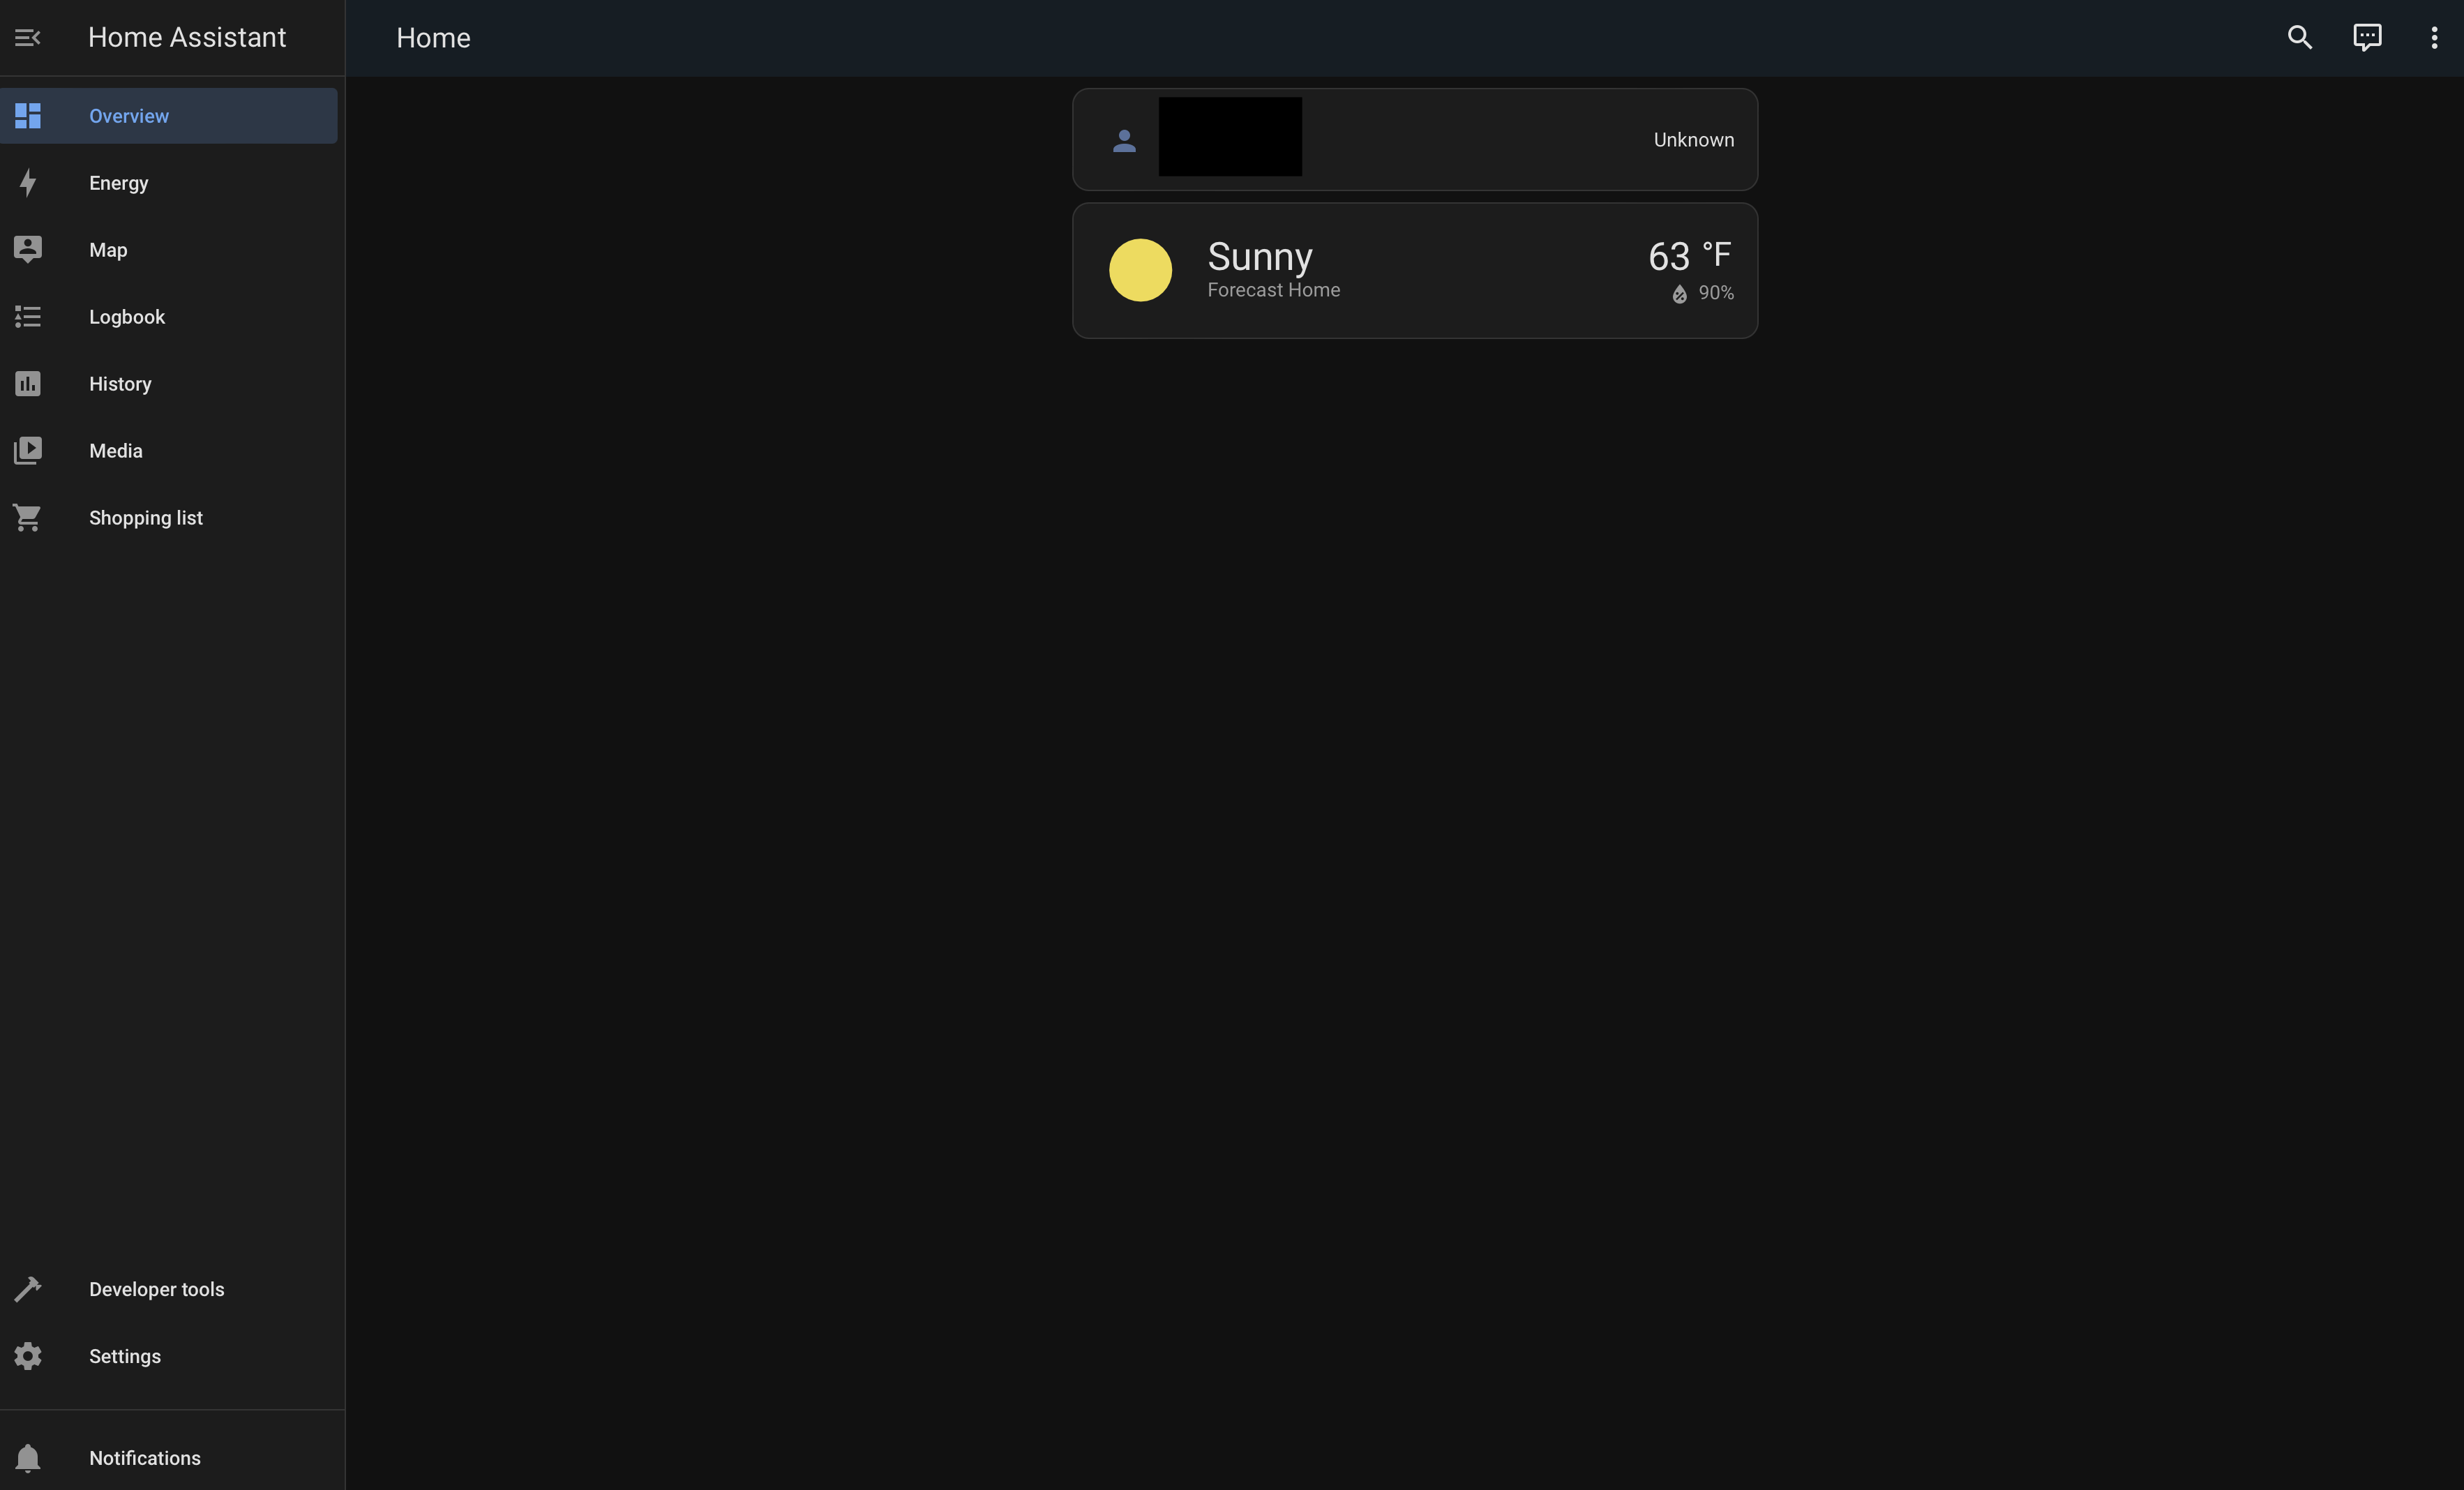 Home Assistant
Home
Overview
Energy
Map
Logbook
History
Media
Shopping list
Developer tools
Settings
Notifications
Unknown
Sunny
63 °F
Forecast Home
90%